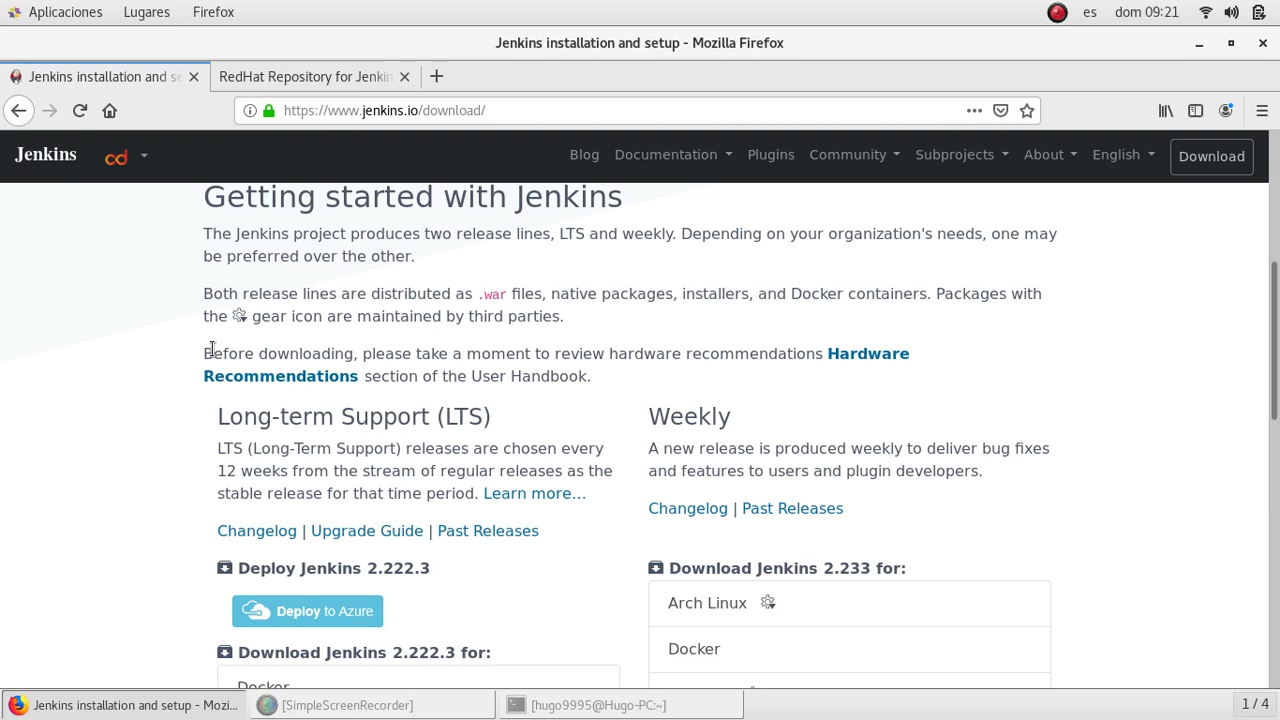 Aplicaciones Lugares Firefox es dom 09:21
Jenkins installation and setup - Mozilla Firefox
Jenkins installation and se RedHat Repository for Jenkin
https://www.jenkins.io/download/
Jenkins cd Blog Documentation Plugins Community Subprojects About English Download
Getting started with Jenkins
The Jenkins project produces two release lines, LTS and weekly. Depending on your organization's needs, one may
be preferred over the other.
Both release lines are distributed as .war files, native packages, installers, and Docker containers. Packages with
the gear icon are maintained by third parties.
Before downloading, please take a moment to review hardware recommendations Hardware
Recommendations section of the User Handbook.
Long-term Support (LTS)
LTS (Long-Term Support) releases are chosen every
12 weeks from the stream of regular releases as the
stable release for that time period. Learn more…
Changelog | Upgrade Guide | Past Releases
Deploy Jenkins 2.222.3
Deploy to Azure
Download Jenkins 2.222.3 for:
Docker
Weekly
A new release is produced weekly to deliver bug fixes
and features to users and plugin developers.
Changelog | Past Releases
Download Jenkins 2.233 for:
Arch Linux
Docker
Jenkins installation and setup - Mozi... [SimpleScreenRecorder] [hugo9995@Hugo-PC:~] 1 / 4